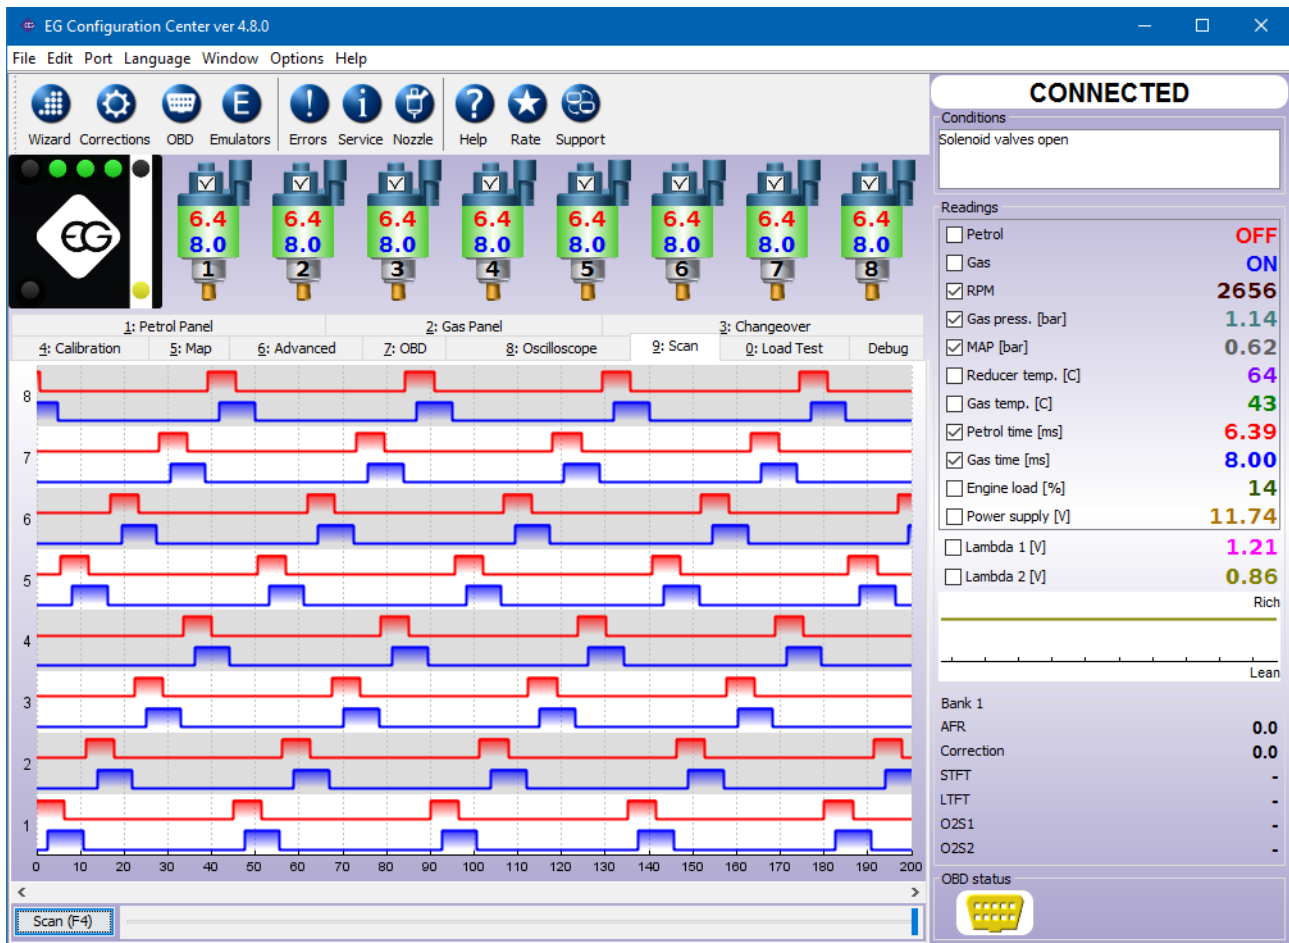 EG Configuration Center ver 4.8.0
File Edit Port Language Window Options Help
Wizard Corrections OBD Emulators Errors Service Nozzle Help Rate Support
E ! i ? ★
EG
6.4 6.4 6.4 6.4 6.4 6.4 6.4 6.4
8.0 8.0 8.0 8.0 8.0 8.0 8.0 8.0
1 2 3 4 5 6 7 8
1: Petrol Panel 2: Gas Panel 3: Changeover
4: Calibration 5: Map 6: Advanced 7: OBD 8: Oscilloscope 9: Scan 0: Load Test Debug
8
7
6
5
4
3
2
1
0 10 20 30 40 50 60 70 80 90 100 110 120 130 140 150 160 170 180 190 200
Scan (F4)
CONNECTED
Conditions
Solenoid valves open
Readings
Petrol OFF
Gas ON
RPM 2656
Gas press. [bar] 1.14
MAP [bar] 0.62
Reducer temp. [C] 64
Gas temp. [C] 43
Petrol time [ms] 6.39
Gas time [ms] 8.00
Engine load [%] 14
Power supply [V] 11.74
Lambda 1 [V] 1.21
Lambda 2 [V] 0.86
Rich
Lean
Bank 1
AFR 0.0
Correction 0.0
STFT -
LTFT -
O2S1 -
O2S2 -
OBD status